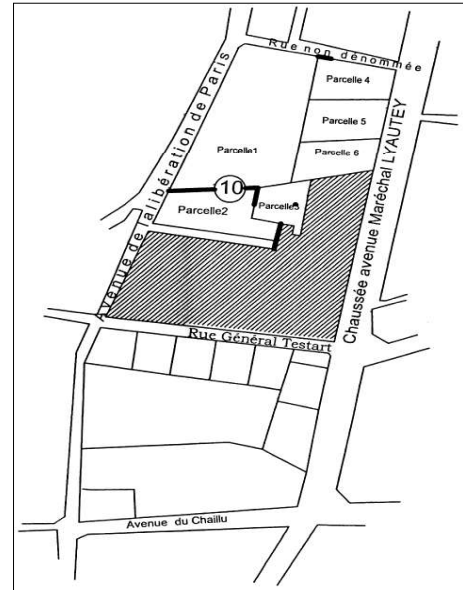 Rue non dénommée
Parcelle 4
Parcelle 5
Parcelle 6
Parcelle1
10
Parcelle3
Parcelle2
Avenue de la libération de Paris
Chaussée avenue Maréchal LYAUTEY
Rue Général Testart
Avenue du Chaillu